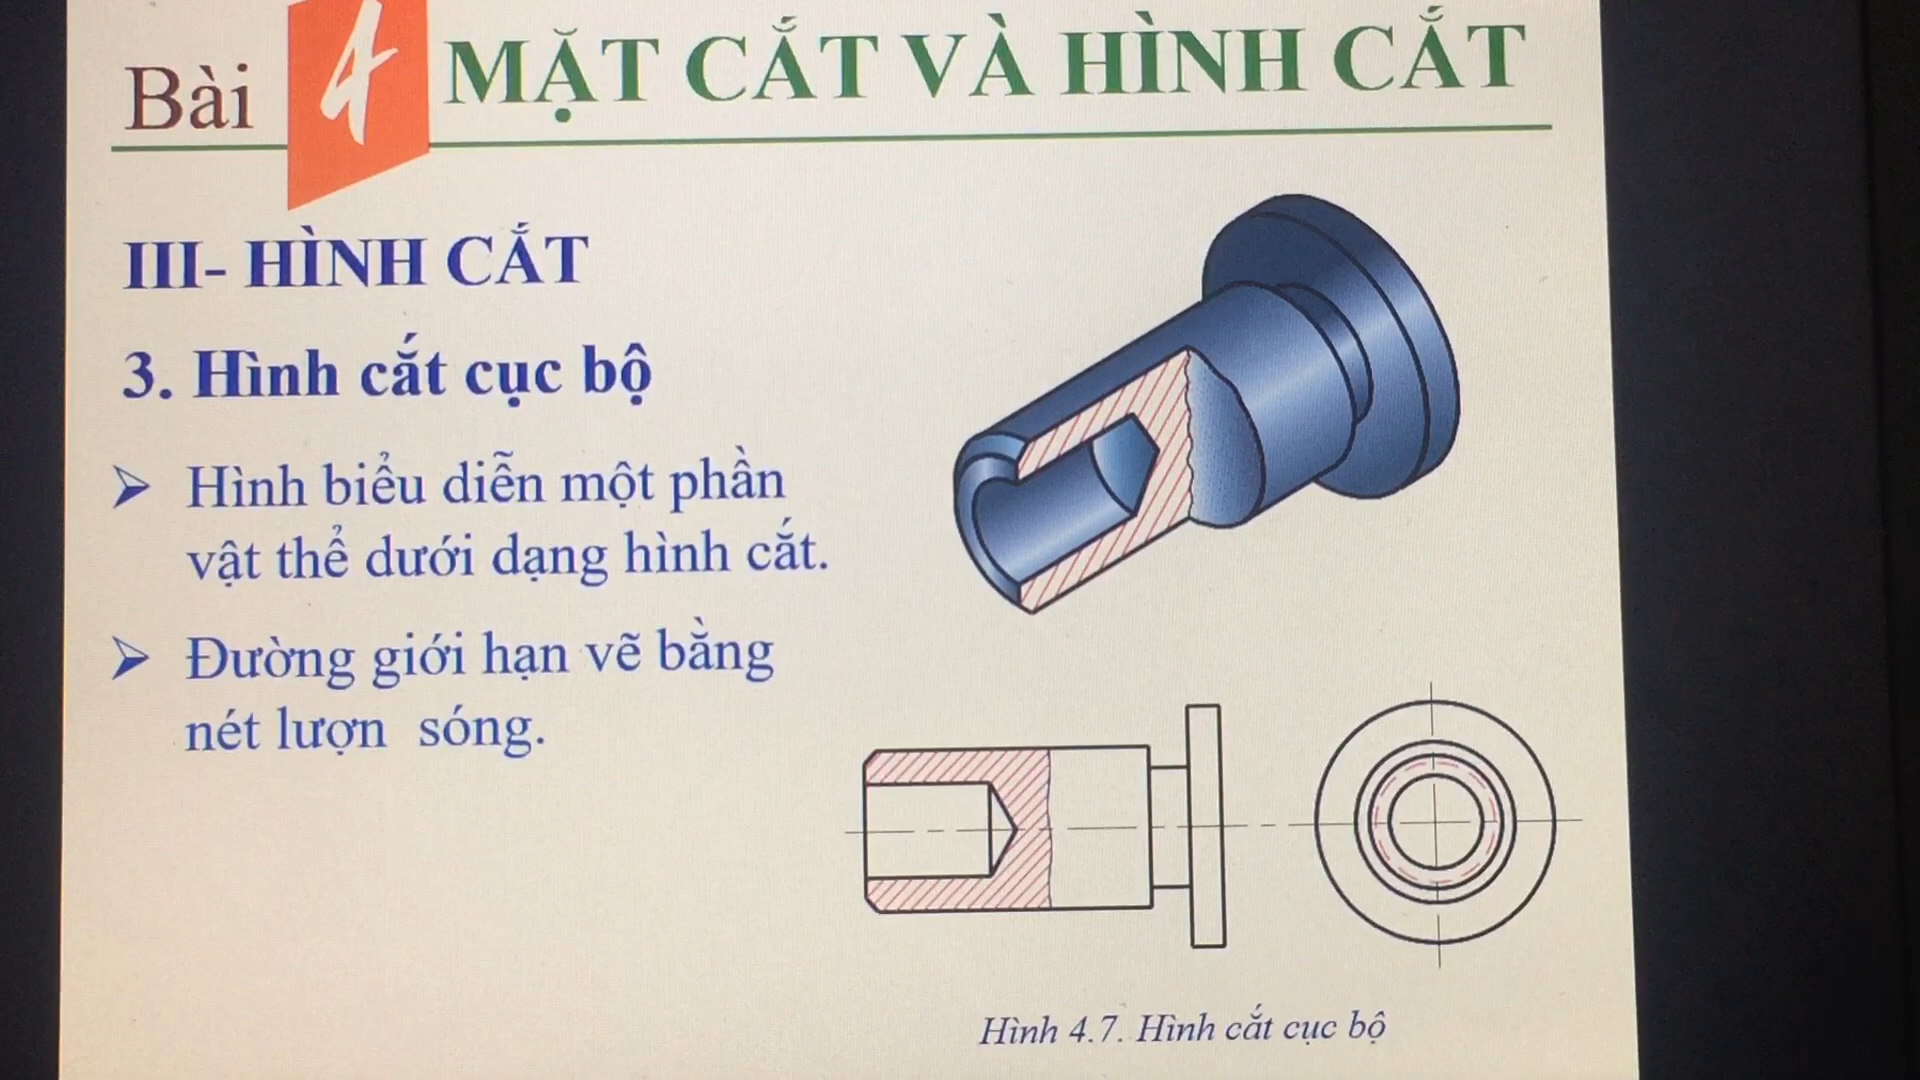 Bài 4 MẶT CẮT VÀ HÌNH CẮT
III- HÌNH CẮT
3. Hình cắt cục bộ
➢ Hình biểu diễn một phần
vật thể dưới dạng hình cắt.
➢ Đường giới hạn vẽ bằng
nét lượn sóng.
Hình 4.7. Hình cắt cục bộ